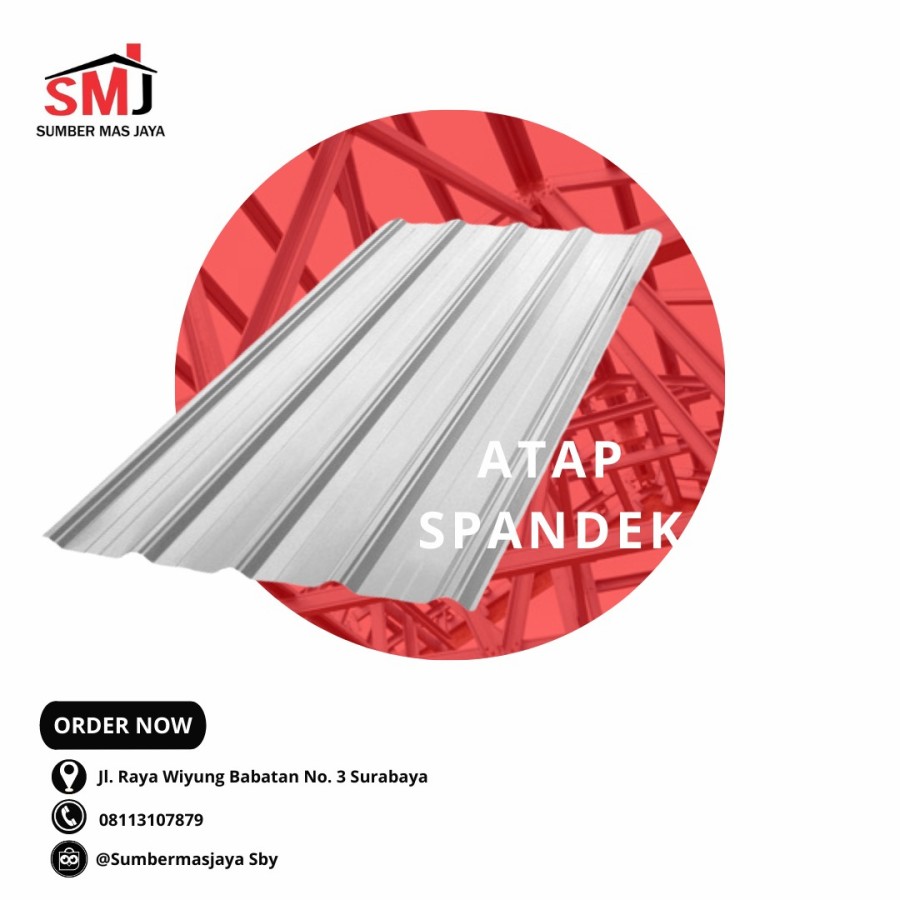 SMJ
SUMBER MAS JAYA
ATAP
SPANDEK
ORDER NOW
Jl. Raya Wiyung Babatan No. 3 Surabaya
08113107879
@Sumbermasjaya Sby